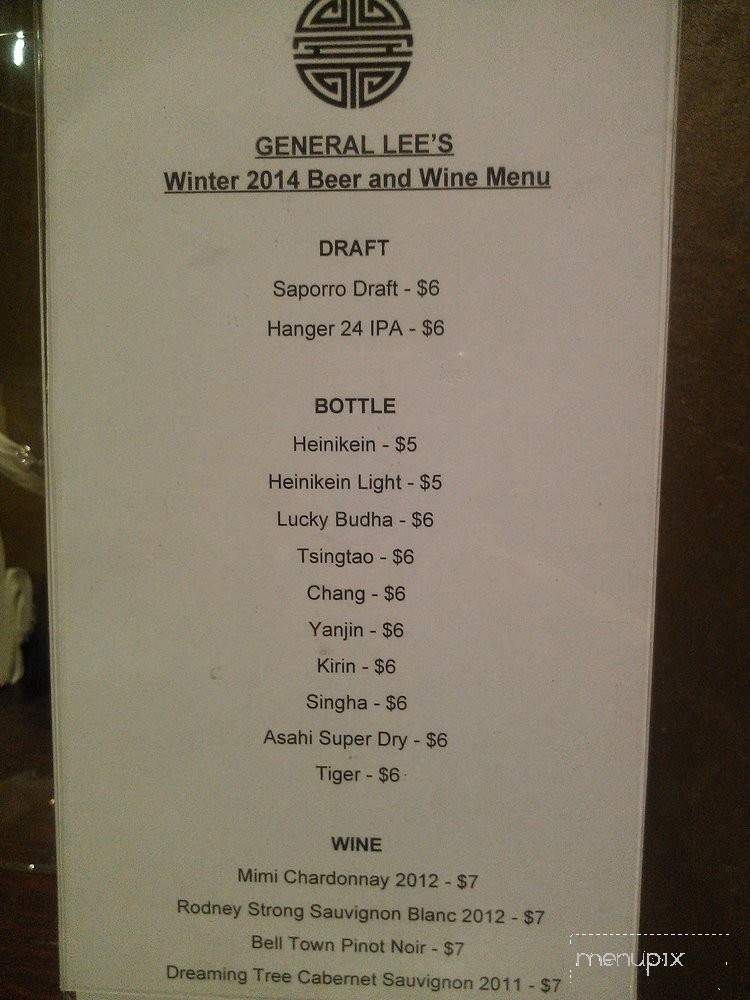 GENERAL LEE'S
Winter 2014 Beer and Wine Menu
DRAFT
Saporro Draft - $6
Hanger 24 IPA - $6
BOTTLE
Heinikein - $5
Heinikein Light - $5
Lucky Budha - $6
Tsingtao - $6
Chang - $6
Yanjin - $6
Kirin - $6
Singha - $6
Asahi Super Dry - $6
Tiger - $6
WINE
Mimi Chardonnay 2012 - $7
Rodney Strong Sauvignon Blanc 2012 - $7
Bell Town Pinot Noir - $7
Dreaming Tree Cabernet Sauvignon 2011 - $7
menupix